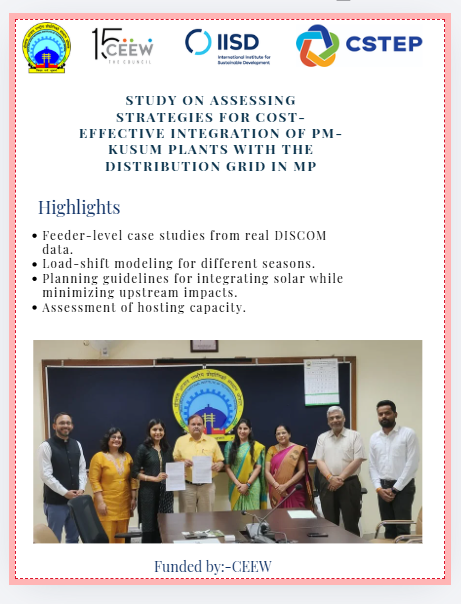 15 CEEW
THE COUNCIL
IISD
International Institute for
Sustainable Development
CSTEP
STUDY ON ASSESSING
STRATEGIES FOR COST-
EFFECTIVE INTEGRATION OF PM-
KUSUM PLANTS WITH THE
DISTRIBUTION GRID IN MP
Highlights
Feeder-level case studies from real DISCOM
data.
Load-shift modeling for different seasons.
Planning guidelines for integrating solar while
minimizing upstream impacts.
Assessment of hosting capacity.
Funded by:-CEEW